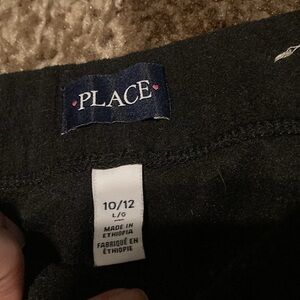 PLACE
10/12
L/G
MADE IN
ETHIOPIA
FABRIQUÉ EN
ÉTHIOPIE